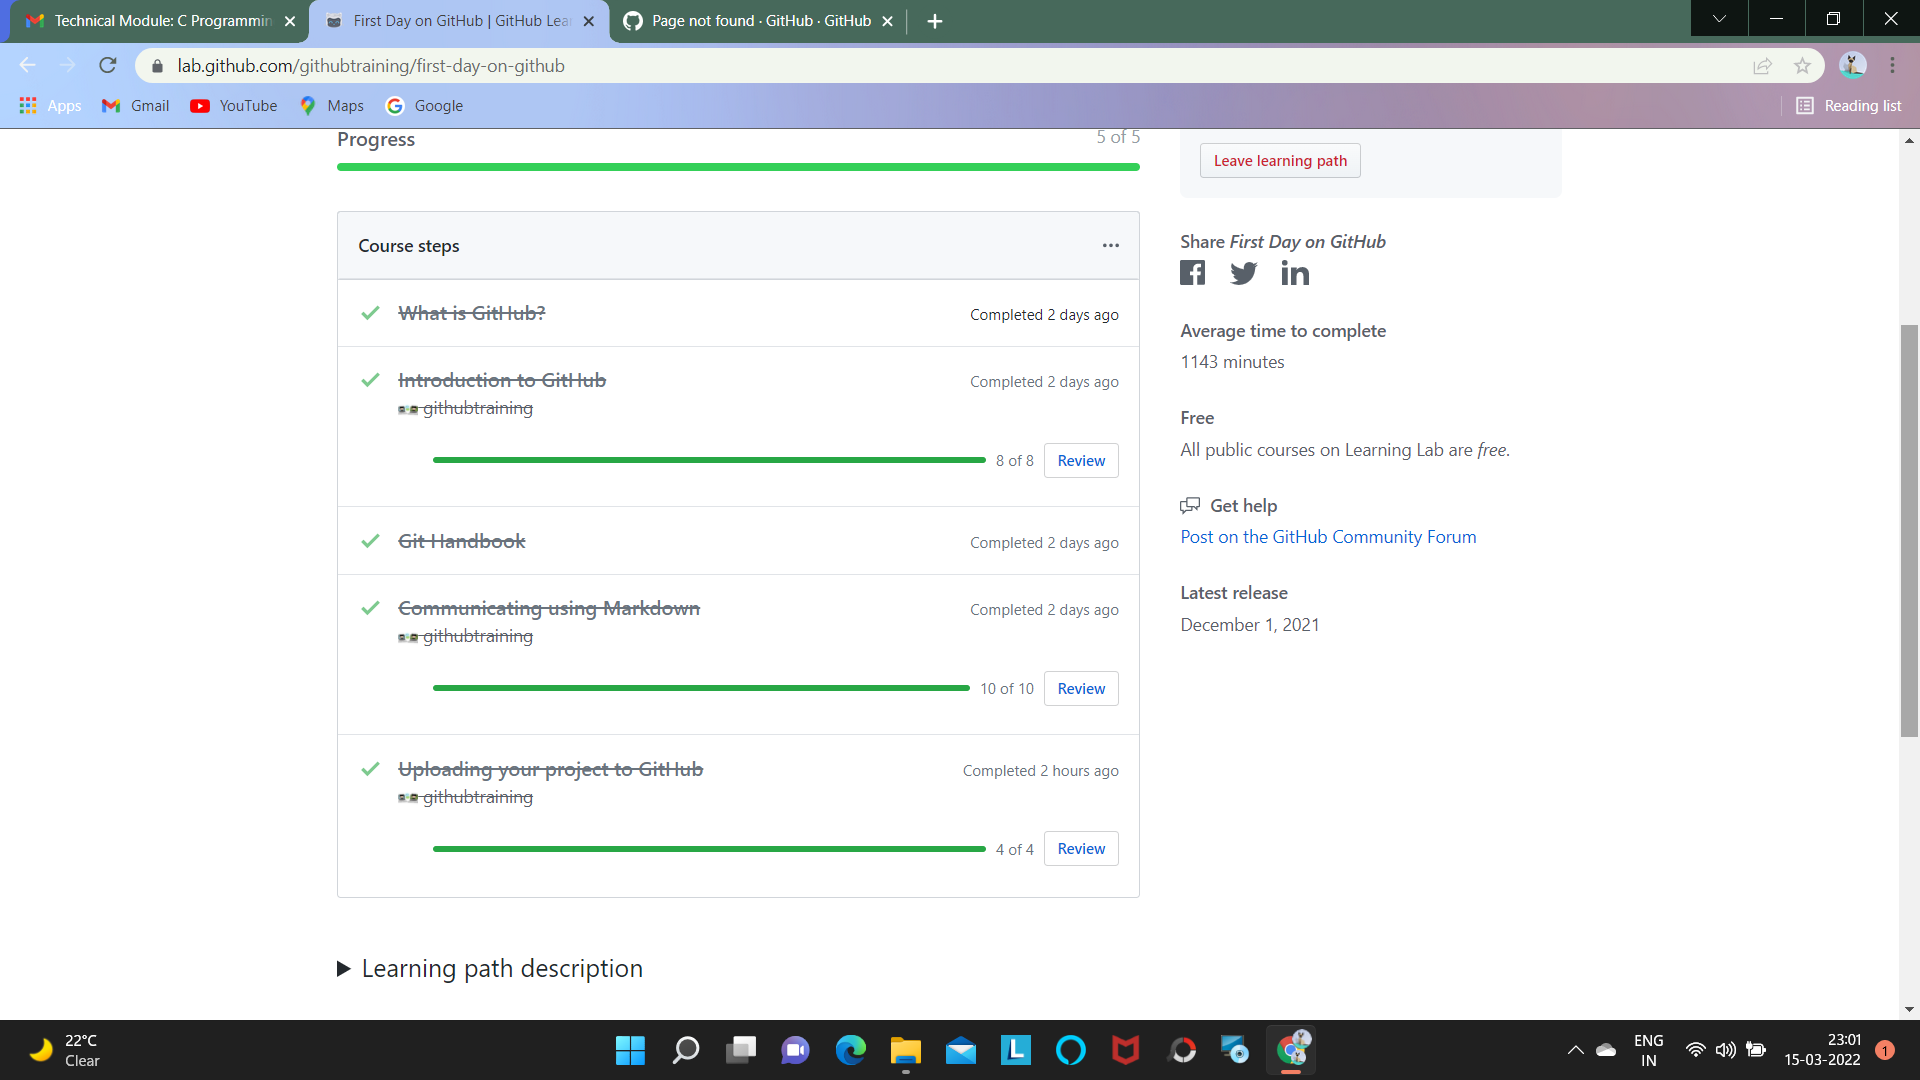 Technical Module: C Programmin
First Day on GitHub | GitHub Lea
Page not found · GitHub · GitHub
lab.github.com/githubtraining/first-day-on-github
Apps
Gmail
YouTube
Maps
Google
Reading list
Progress
5 of 5
Course steps
What is GitHub?
Completed 2 days ago
Introduction to GitHub
Completed 2 days ago
githubtraining
8 of 8
Review
Git Handbook
Completed 2 days ago
Communicating using Markdown
Completed 2 days ago
githubtraining
10 of 10
Review
Uploading your project to GitHub
Completed 2 hours ago
githubtraining
4 of 4
Review
Learning path description
Leave learning path
Share First Day on GitHub
Average time to complete
1143 minutes
Free
All public courses on Learning Lab are free.
Get help
Post on the GitHub Community Forum
Latest release
December 1, 2021
22°C
Clear
L
ENG
IN
23:01
15-03-2022
1